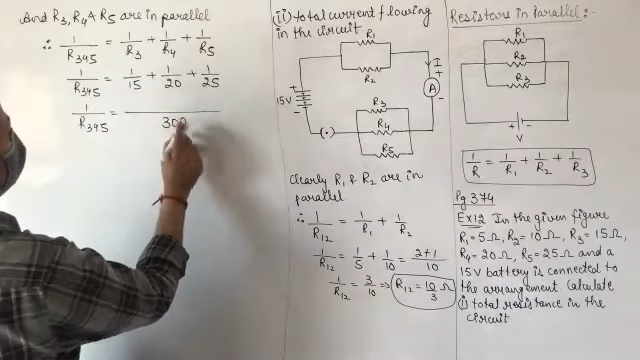 And R3, R4 & R5 are in parallel
∴ 1/R345 = 1/R3 + 1/R4 + 1/R5
1/R345 = 1/15 + 1/20 + 1/25
1/R345 = /300
(ii) total current flowing
in the circuit
R1
R2
I
+
A
-
+
15V
-
(.)
R3
R4
R5
Clearly R1 & R2 are in
parallel
∴ 1/R12 = 1/R1 + 1/R2
1/R12 = 1/5 + 1/10 = 2+1/10
1/R12 = 3/10 ⇒ R12 = 10/3 Ω
Resistors in Parallel:-
R1
R2
R3
+ -
V
1/R = 1/R1 + 1/R2 + 1/R3
Pg 374
Ex12 In the given figure
R1=5Ω, R2=10Ω, R3=15Ω,
R4=20Ω, R5=25Ω and a
15V battery is connected to
the arrangement. Calculate
(i) total resistance in the
circuit